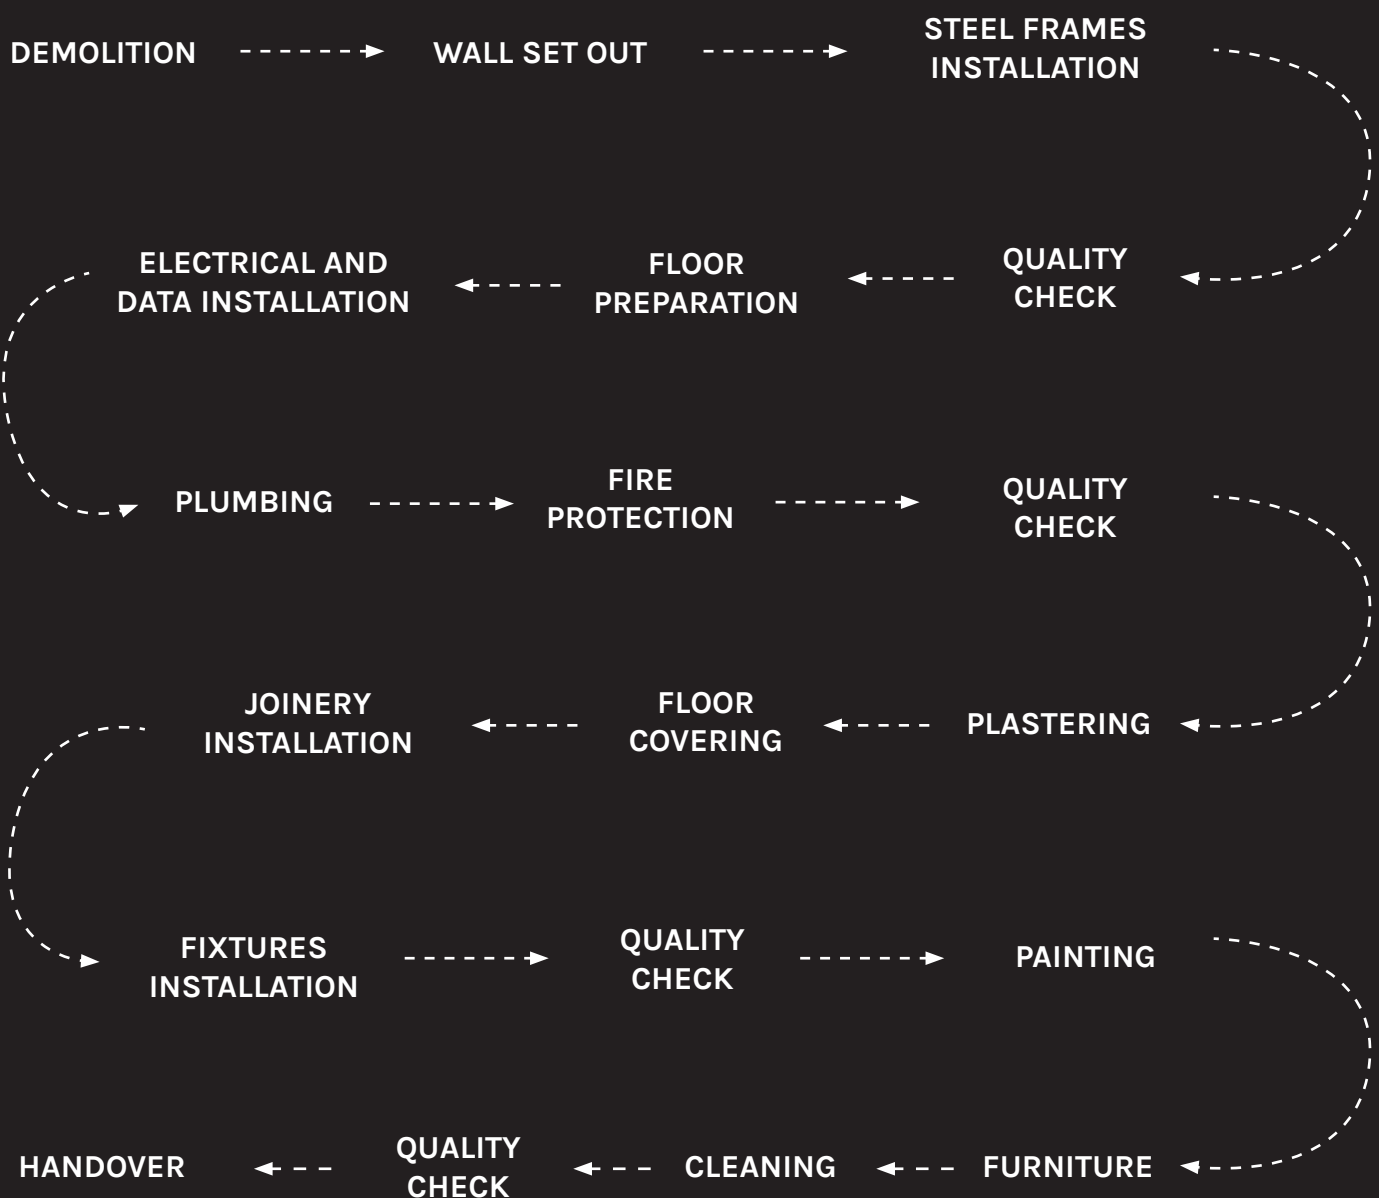 DEMOLITION
WALL SET OUT
STEEL FRAMES
INSTALLATION
QUALITY
CHECK
FLOOR
PREPARATION
ELECTRICAL AND
DATA INSTALLATION
PLUMBING
FIRE
PROTECTION
QUALITY
CHECK
PLASTERING
FLOOR
COVERING
JOINERY
INSTALLATION
FIXTURES
INSTALLATION
QUALITY
CHECK
PAINTING
FURNITURE
CLEANING
QUALITY
CHECK
HANDOVER